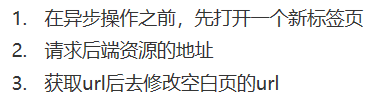 1. 在异步操作之前，先打开一个新标签页
2. 请求后端资源的地址
3. 获取url后去修改空白页的url